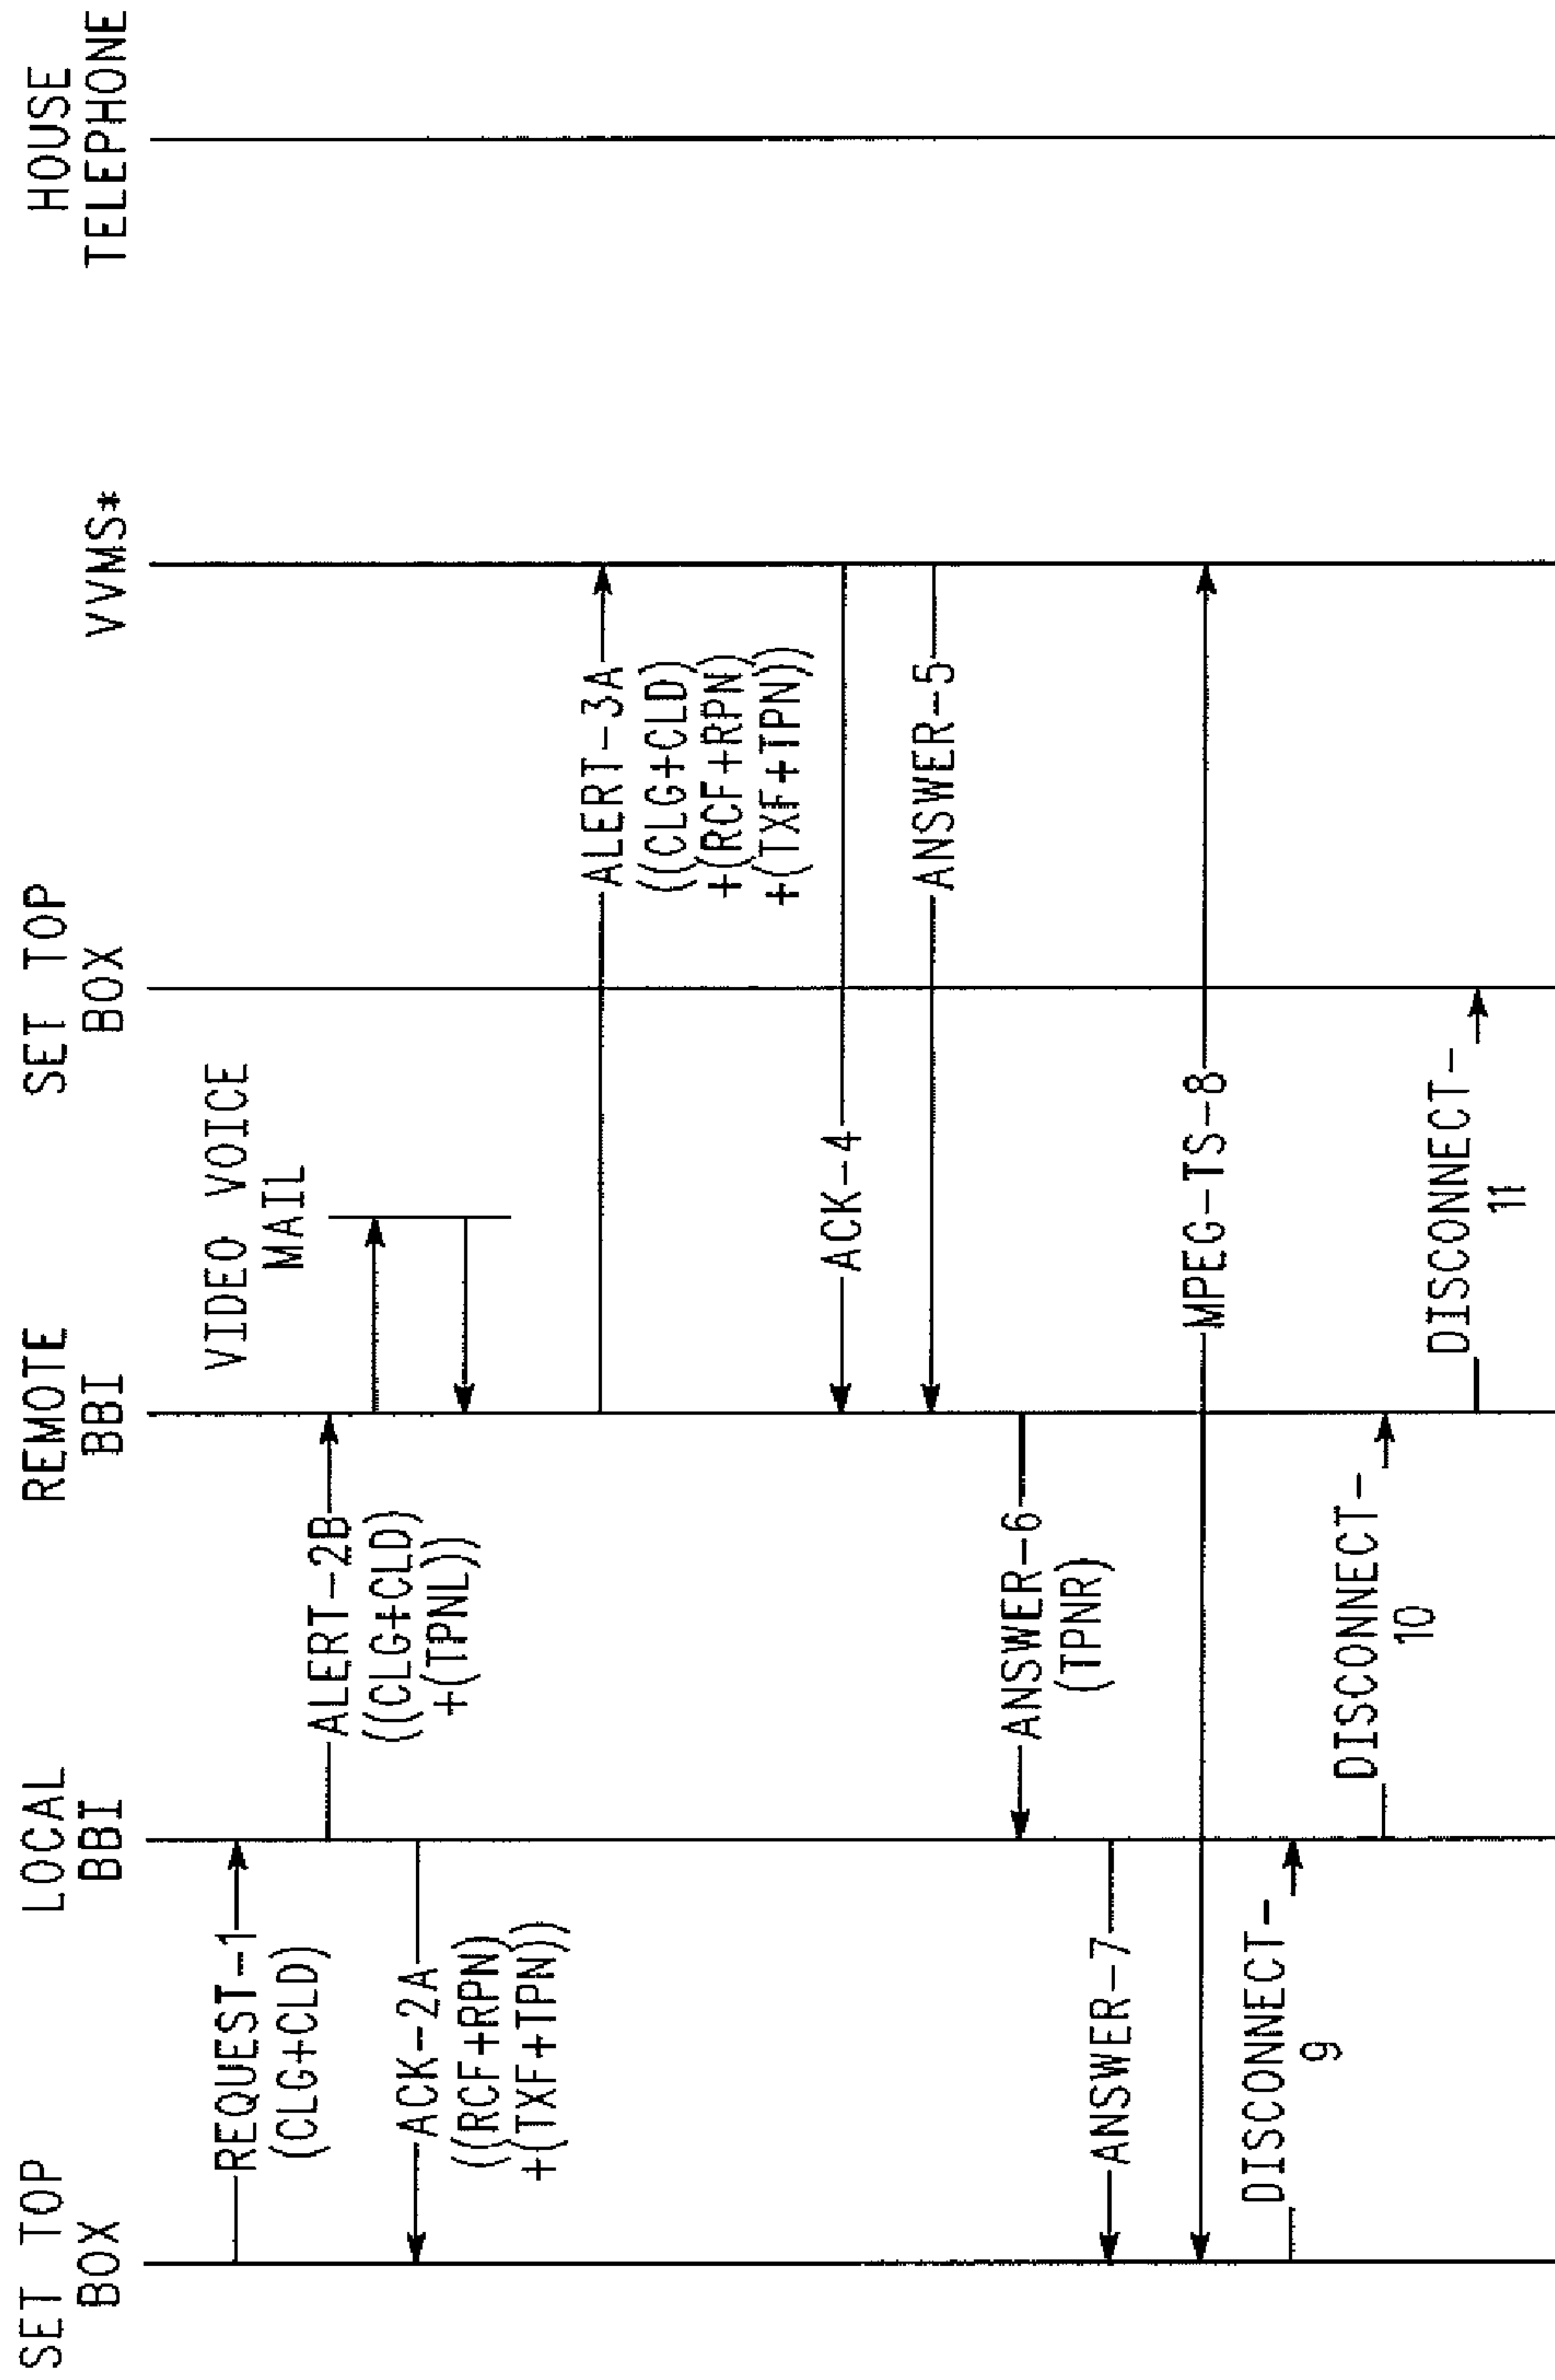 SET TOP
BOX
LOCAL
BBI
REMOTE
BBI
SET TOP
BOX
VVMS*
HOUSE
TELEPHONE
VIDEO VOICE
MAIL
REQUEST-1
(CLG+CLD)
ALERT-2B
((CLG+CLD)
+(TPNL))
ACK-2A
((RCF+RPN)
+(TXF+TPN))
ALERT-3A
((CLG+CLD)
+(RCF+RPN)
+(TXF+TPN))
ACK-4
ANSWER-5
ANSWER-6
(TPNR)
ANSWER-7
MPEG-TS-8
DISCONNECT-
9
DISCONNECT-
10
DISCONNECT-
11